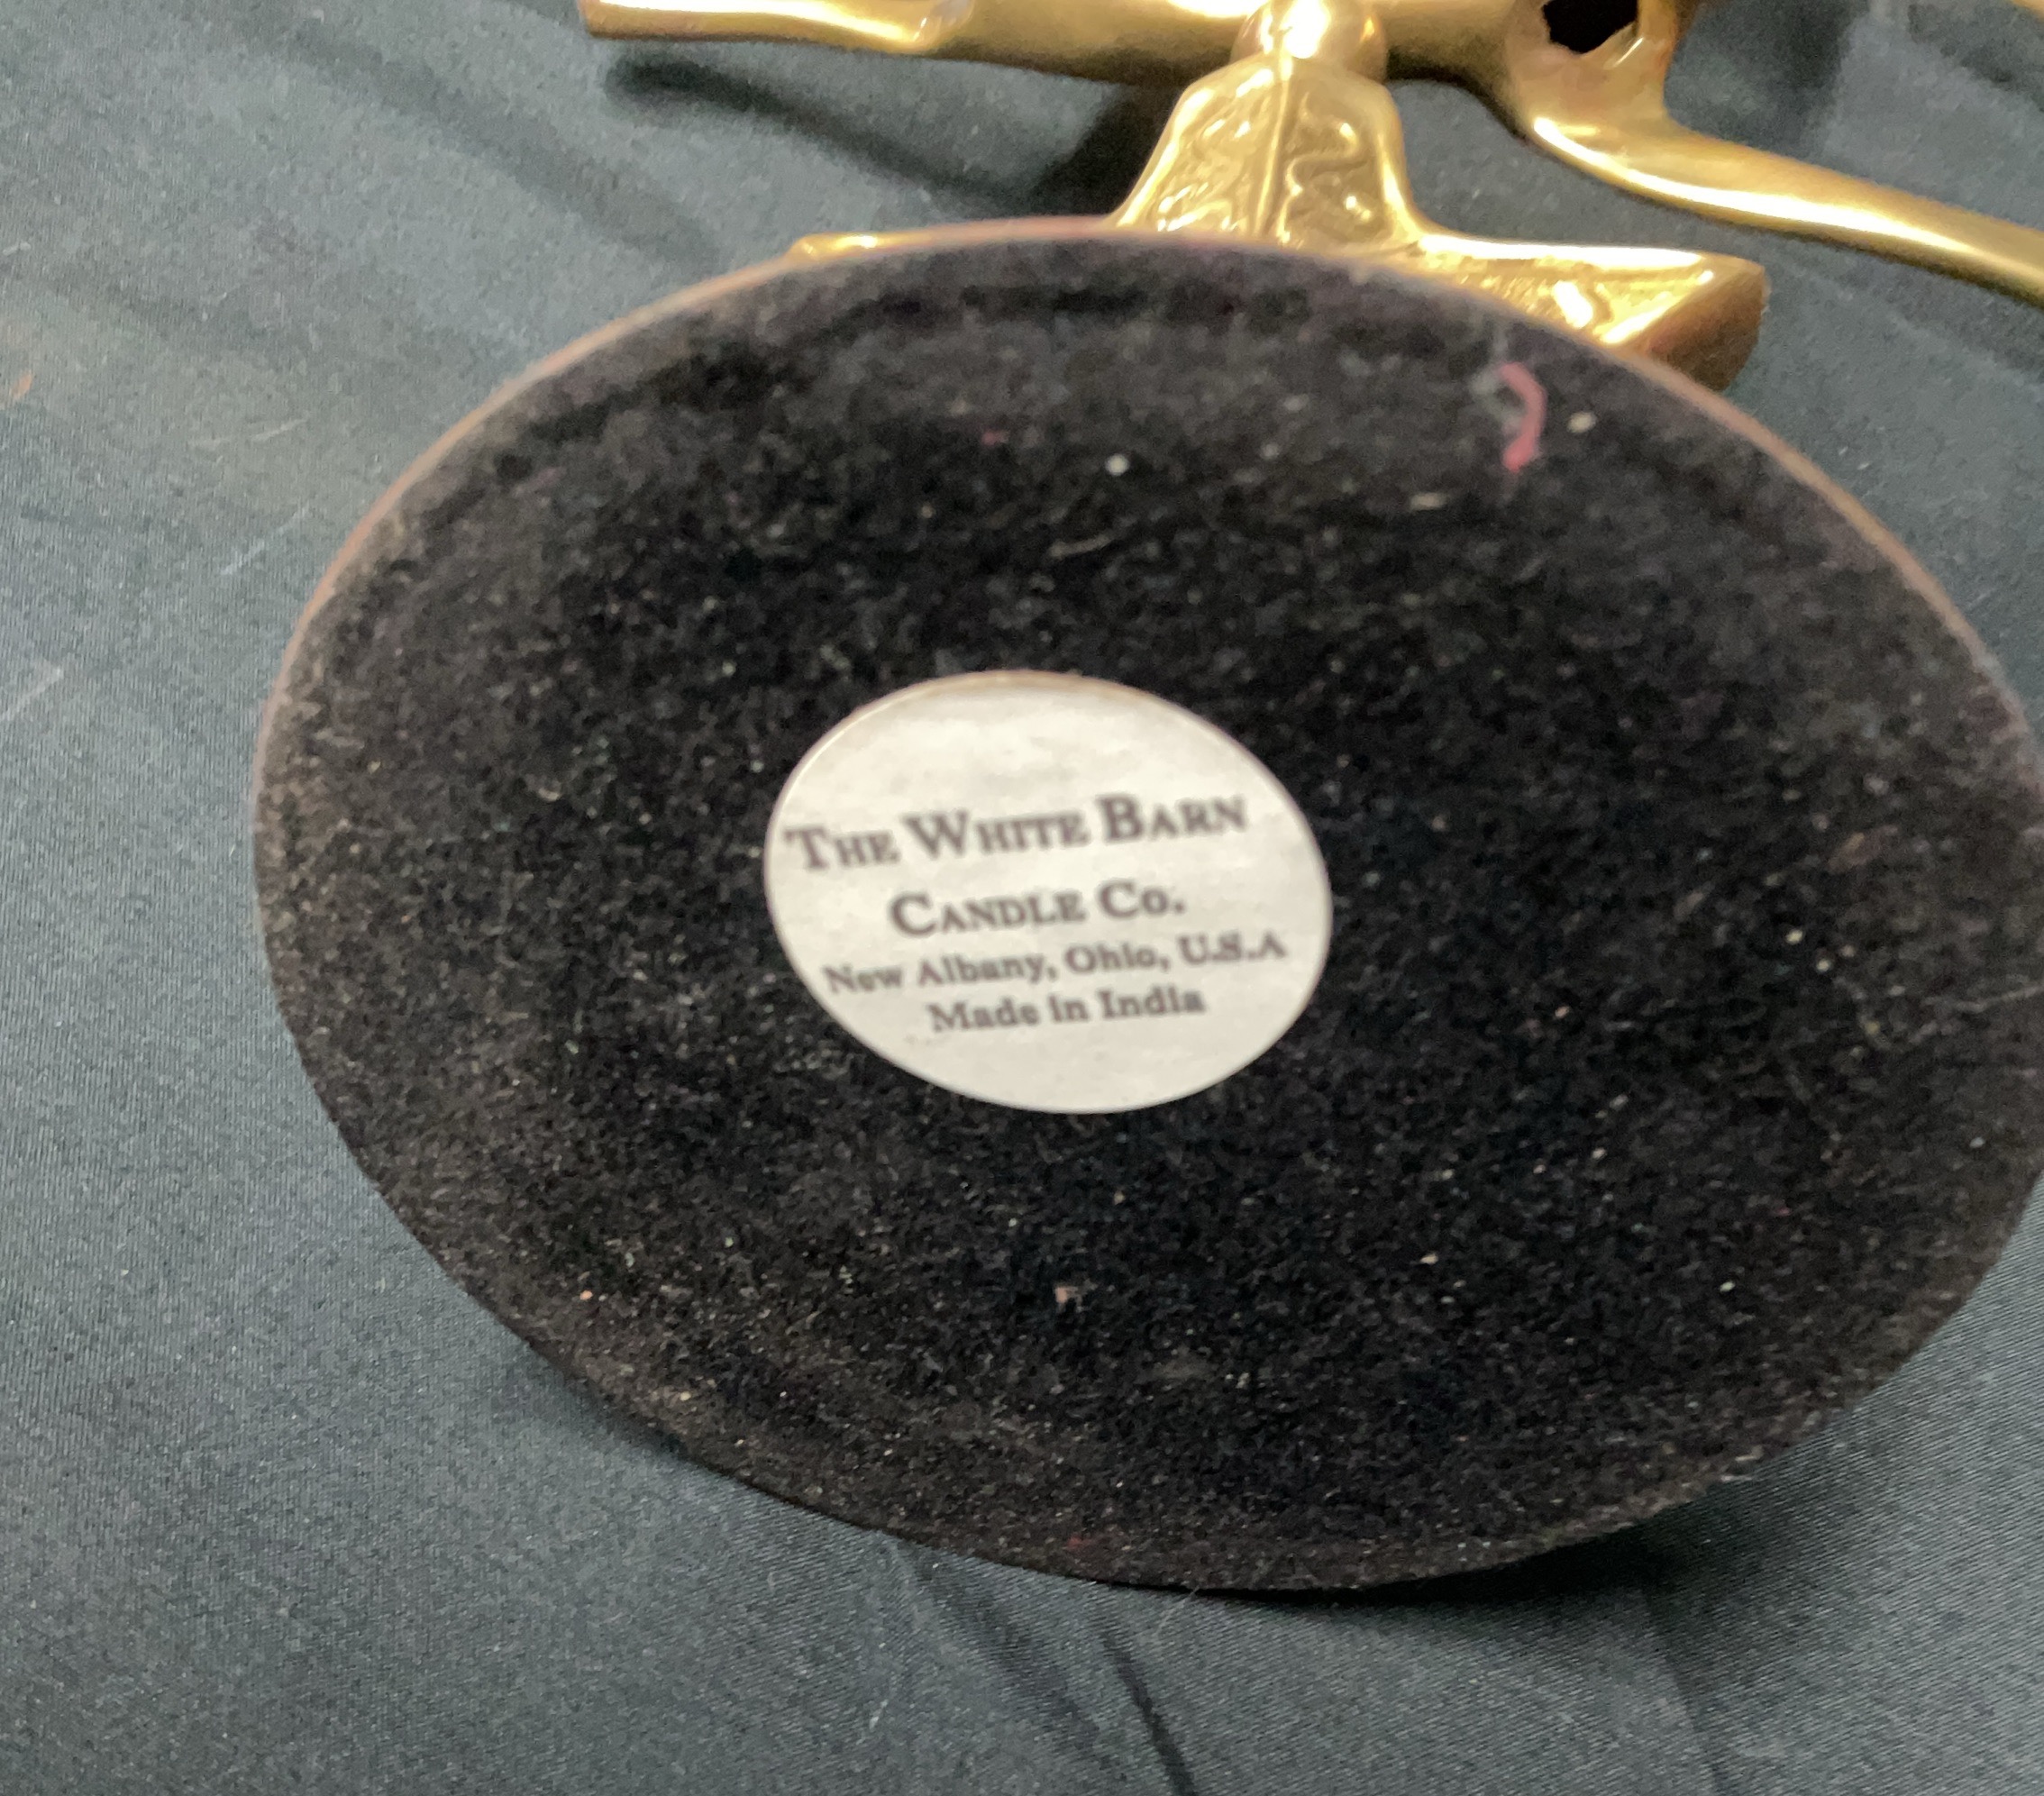 THE WHITE BARN
CANDLE CO.
New Albany, Ohio, U.S.A
Made in India